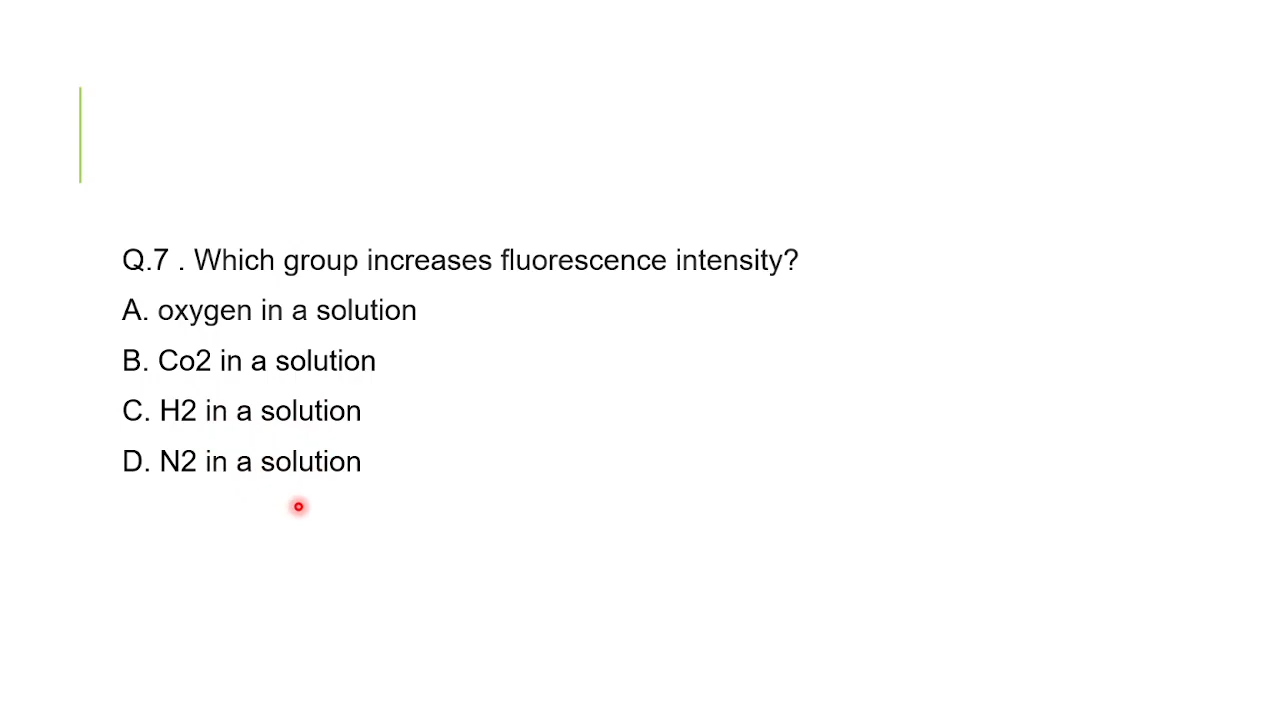 Q.7 . Which group increases fluorescence intensity?
A. oxygen in a solution
B. Co2 in a solution
C. H2 in a solution
D. N2 in a solution